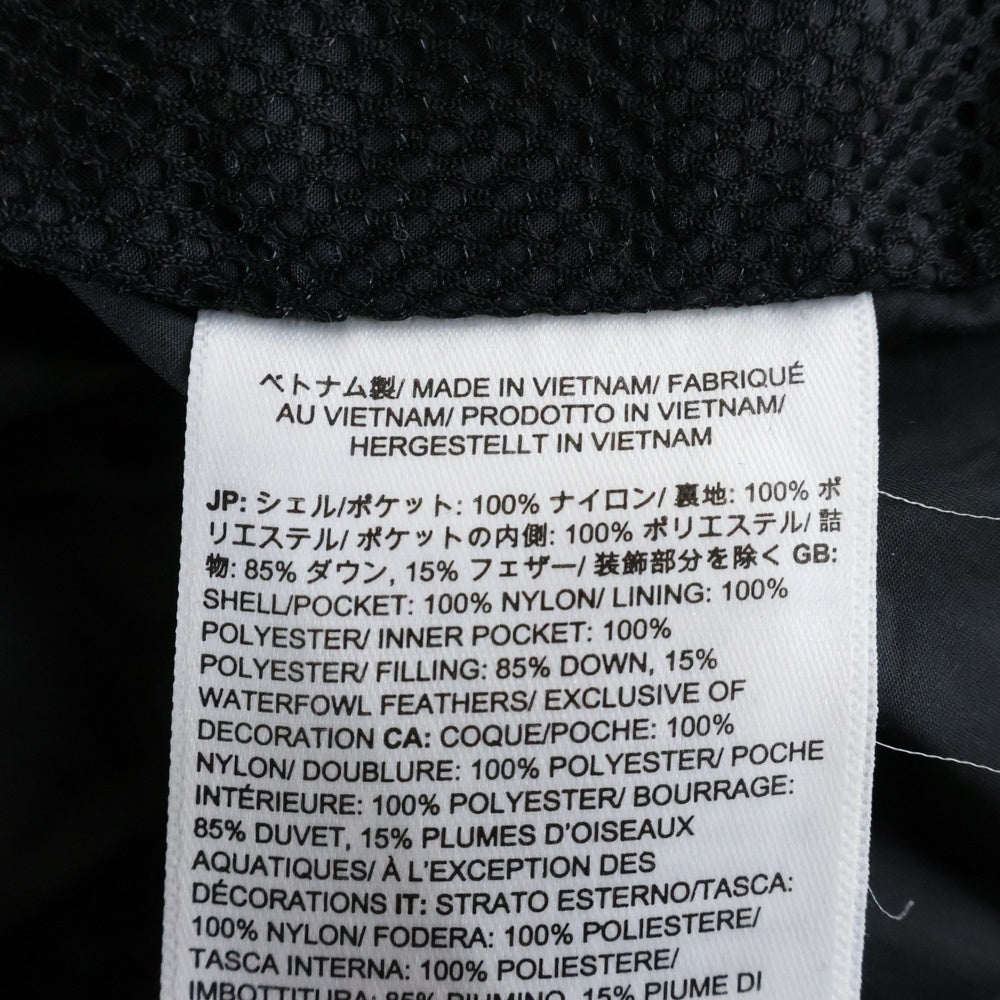 ベトナム製/ MADE IN VIETNAM/ FABRIQUÉ
AU VIETNAM/ PRODOTTO IN VIETNAM/
HERGESTELLT IN VIETNAM
JP: シェル/ポケット: 100% ナイロン/ 裏地: 100% ポ
リエステル/ ポケットの内側: 100% ポリエステル/ 詰
物: 85% ダウン, 15% フェザー/ 装飾部分を除く GB:
SHELL/POCKET: 100% NYLON/ LINING: 100%
POLYESTER/ INNER POCKET: 100%
POLYESTER/ FILLING: 85% DOWN, 15%
WATERFOWL FEATHERS/ EXCLUSIVE OF
DECORATION CA: COQUE/POCHE: 100%
NYLON/ DOUBLURE: 100% POLYESTER/ POCHE
INTÉRIEURE: 100% POLYESTER/ BOURRAGE:
85% DUVET, 15% PLUMES D'OISEAUX
AQUATIQUES/ À L'EXCEPTION DES
DÉCORATIONS IT: STRATO ESTERNO/TASCA:
100% NYLON/ FODERA: 100% POLIESTERE/
TASCA INTERNA: 100% POLIESTERE/
IMBOTTITURA: 85% PIUMINO, 15% PIUME DI